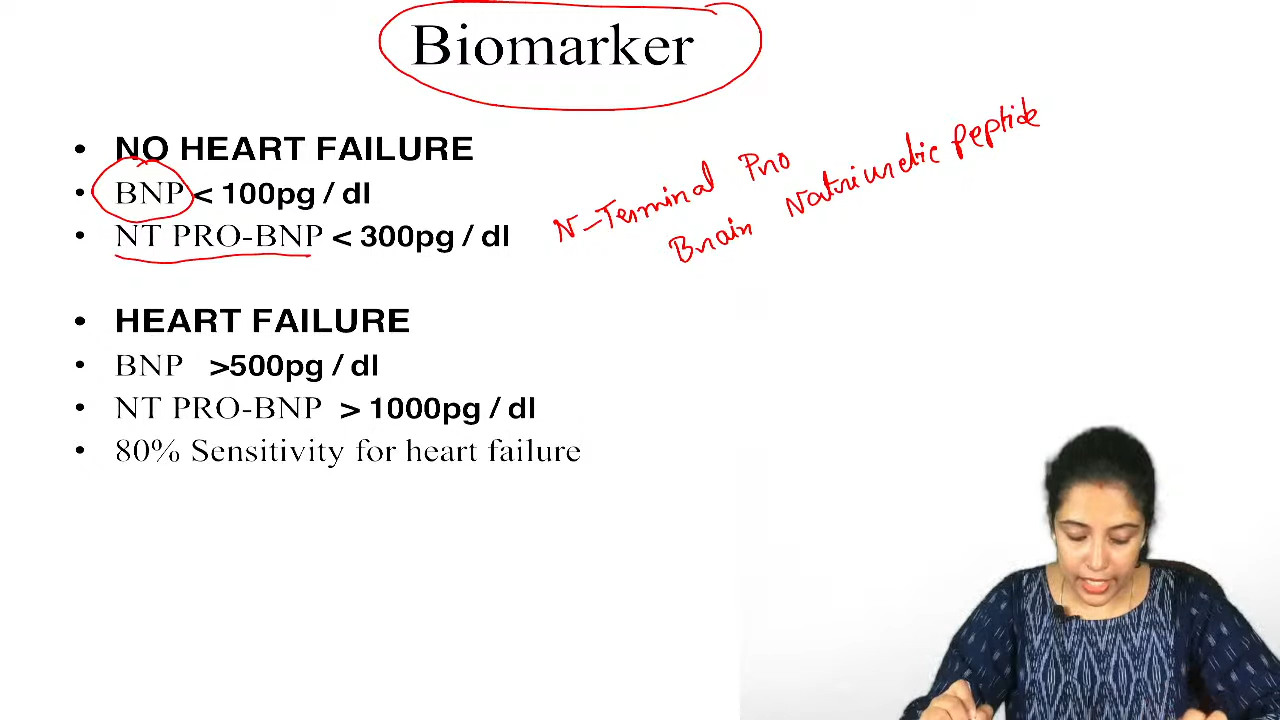 Biomarker
• NO HEART FAILURE
• BNP < 100pg / dl
• NT PRO-BNP < 300pg / dl
N-Terminal Pro
Brain Natriuretic Peptide
• HEART FAILURE
• BNP >500pg / dl
• NT PRO-BNP > 1000pg / dl
• 80% Sensitivity for heart failure